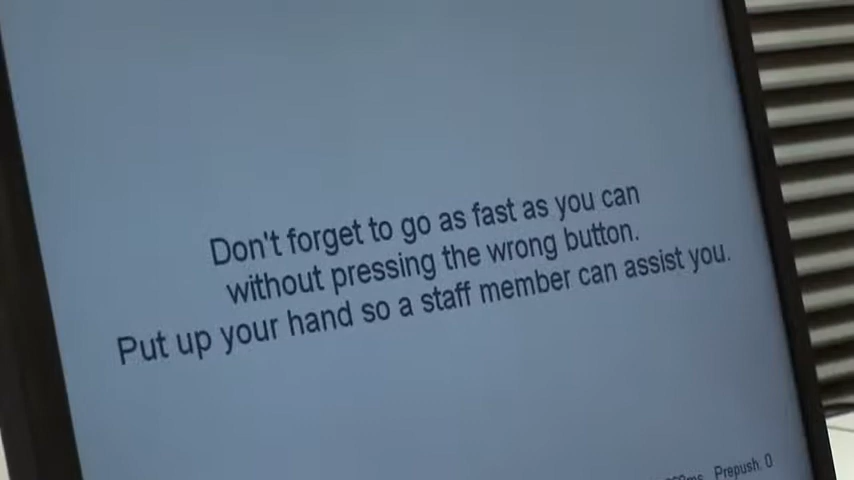 Don't forget to go as fast as you can
without pressing the wrong button.
Put up your hand so a staff member can assist you.
Prepush: 0